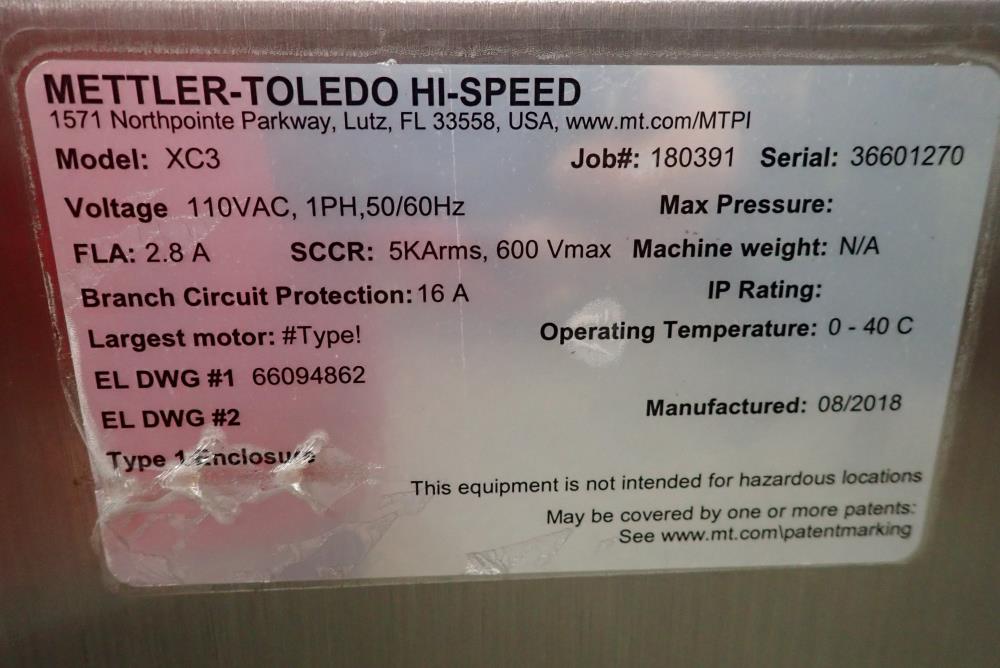 METTLER-TOLEDO HI-SPEED
1571 Northpointe Parkway, Lutz, FL 33558, USA, www.mt.com/MTPI
Model: XC3 Job#: 180391 Serial: 36601270
Voltage 110VAC, 1PH,50/60Hz Max Pressure:
FLA: 2.8 A SCCR: 5KArms, 600 Vmax Machine weight: N/A
Branch Circuit Protection: 16 A IP Rating:
Largest motor: #Type! Operating Temperature: 0 - 40 C
EL DWG #1 66094862
EL DWG #2 Manufactured: 08/2018
Type 1 Enclosure
This equipment is not intended for hazardous locations
May be covered by one or more patents:
See www.mt.com\patentmarking